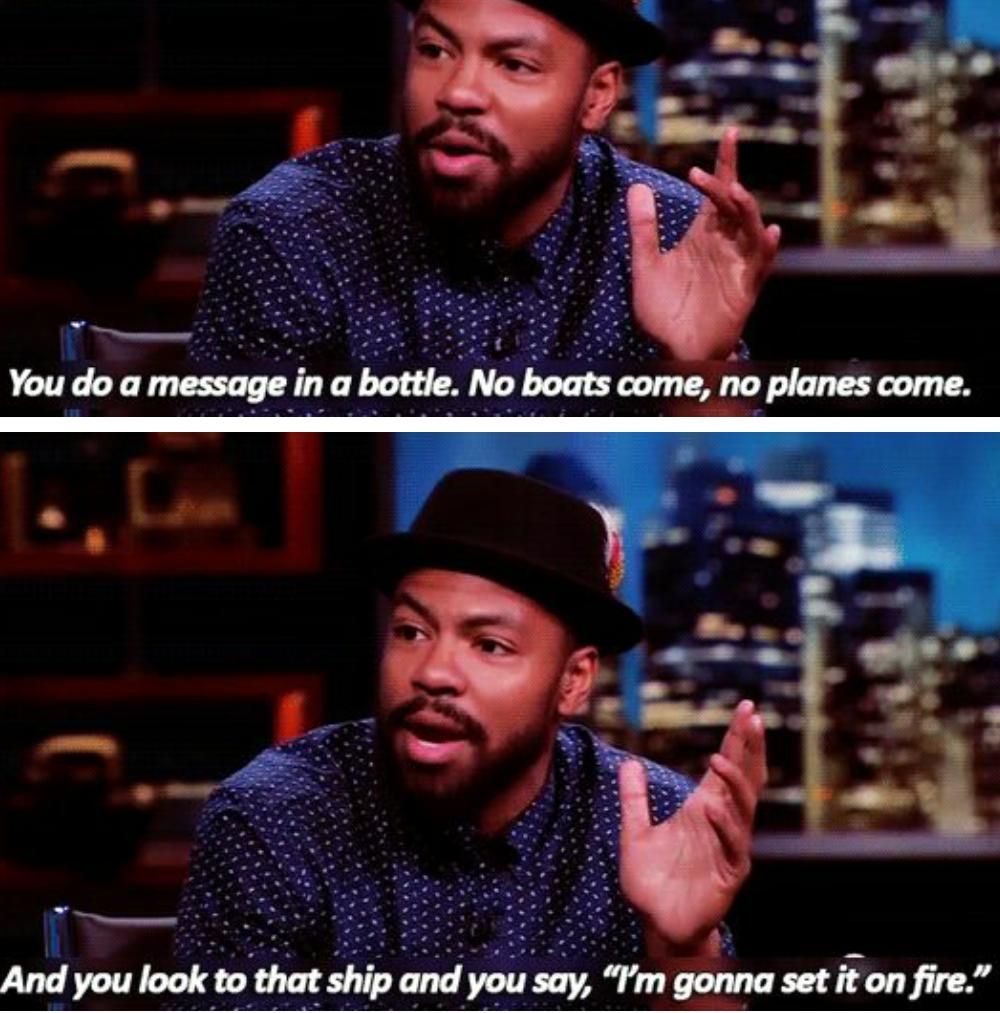 You do a message in a bottle. No boats come, no planes come.
And you look to that ship and you say, “I’m gonna set it on fire.”